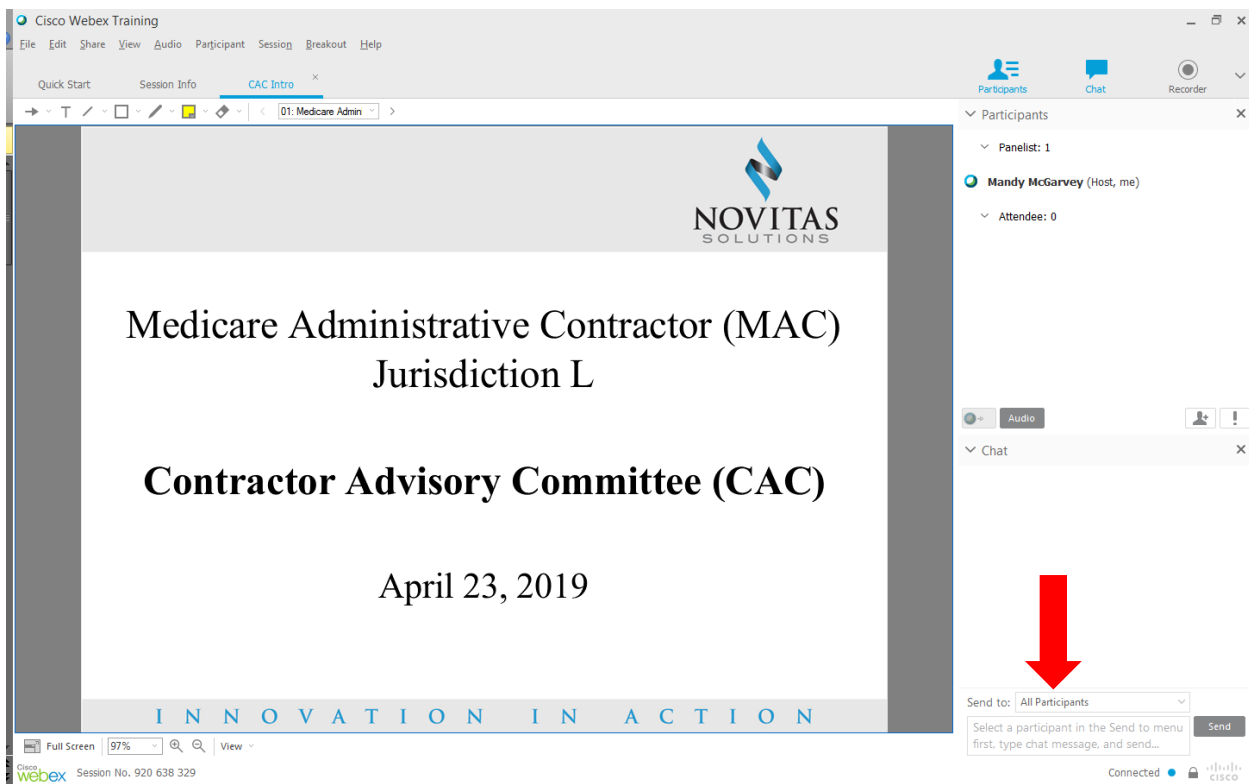 Cisco Webex Training
File Edit Share View Audio Participant Session Breakout Help
Quick Start Session Info CAC Intro
Participants Chat Recorder
01: Medicare Admin
NOVITAS
SOLUTIONS
Medicare Administrative Contractor (MAC)
Jurisdiction L
Contractor Advisory Committee (CAC)
April 23, 2019
INNOVATION IN ACTION
Full Screen 97% View
Cisco webex Session No. 920 638 329
Participants
Panelist: 1
Mandy McGarvey (Host, me)
Attendee: 0
Audio
Chat
Send to: All Participants
Select a participant in the Send to menu
first, type chat message, and send...
Send
Connected
CISCO